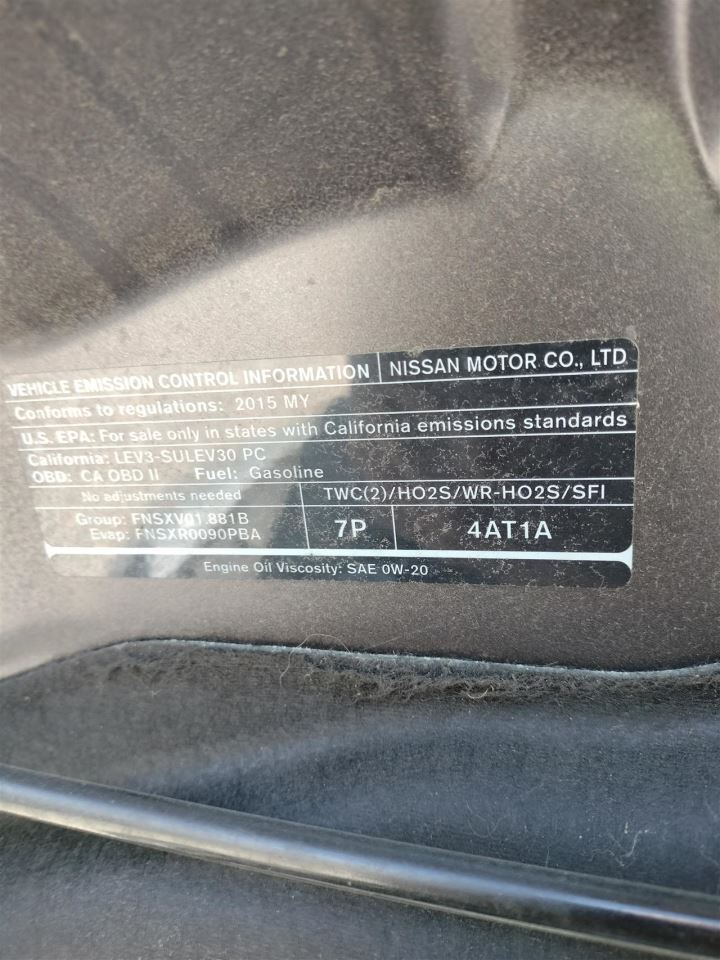 VEHICLE EMISSION CONTROL INFORMATION | NISSAN MOTOR CO., LTD
Conforms to regulations: 2015 MY
U.S. EPA: For sale only in states with California emissions standards
California: LEV3-SULEV30 PC
OBD: CA OBD II Fuel: Gasoline
No adjustments needed TWC(2)/HO2S/WR-HO2S/SFI
Group: FNSXV01.881B
Evap: FNSXR0090PBA
7P 4AT1A
Engine Oil Viscosity: SAE 0W-20